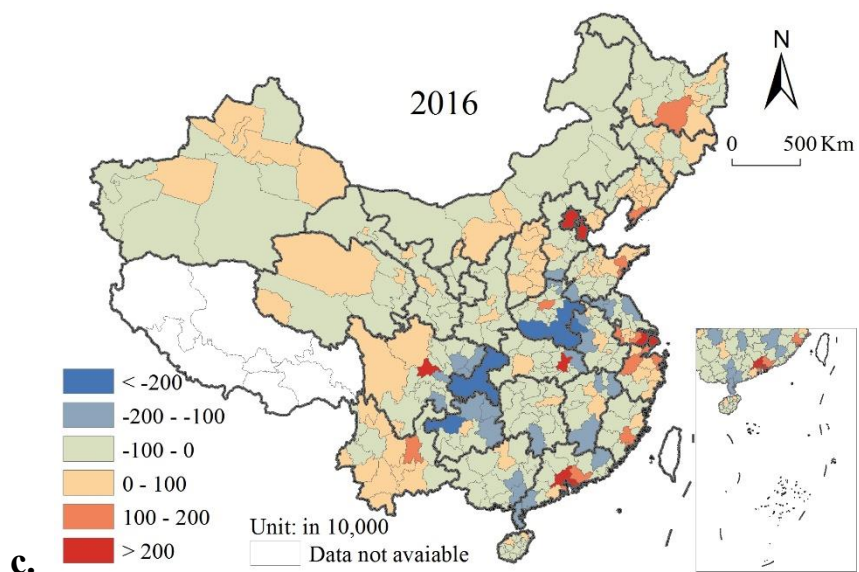 2016
N
0 500 Km
< -200
-200 - -100
-100 - 0
0 - 100
100 - 200
> 200
Unit: in 10,000
Data not avaiable
c.